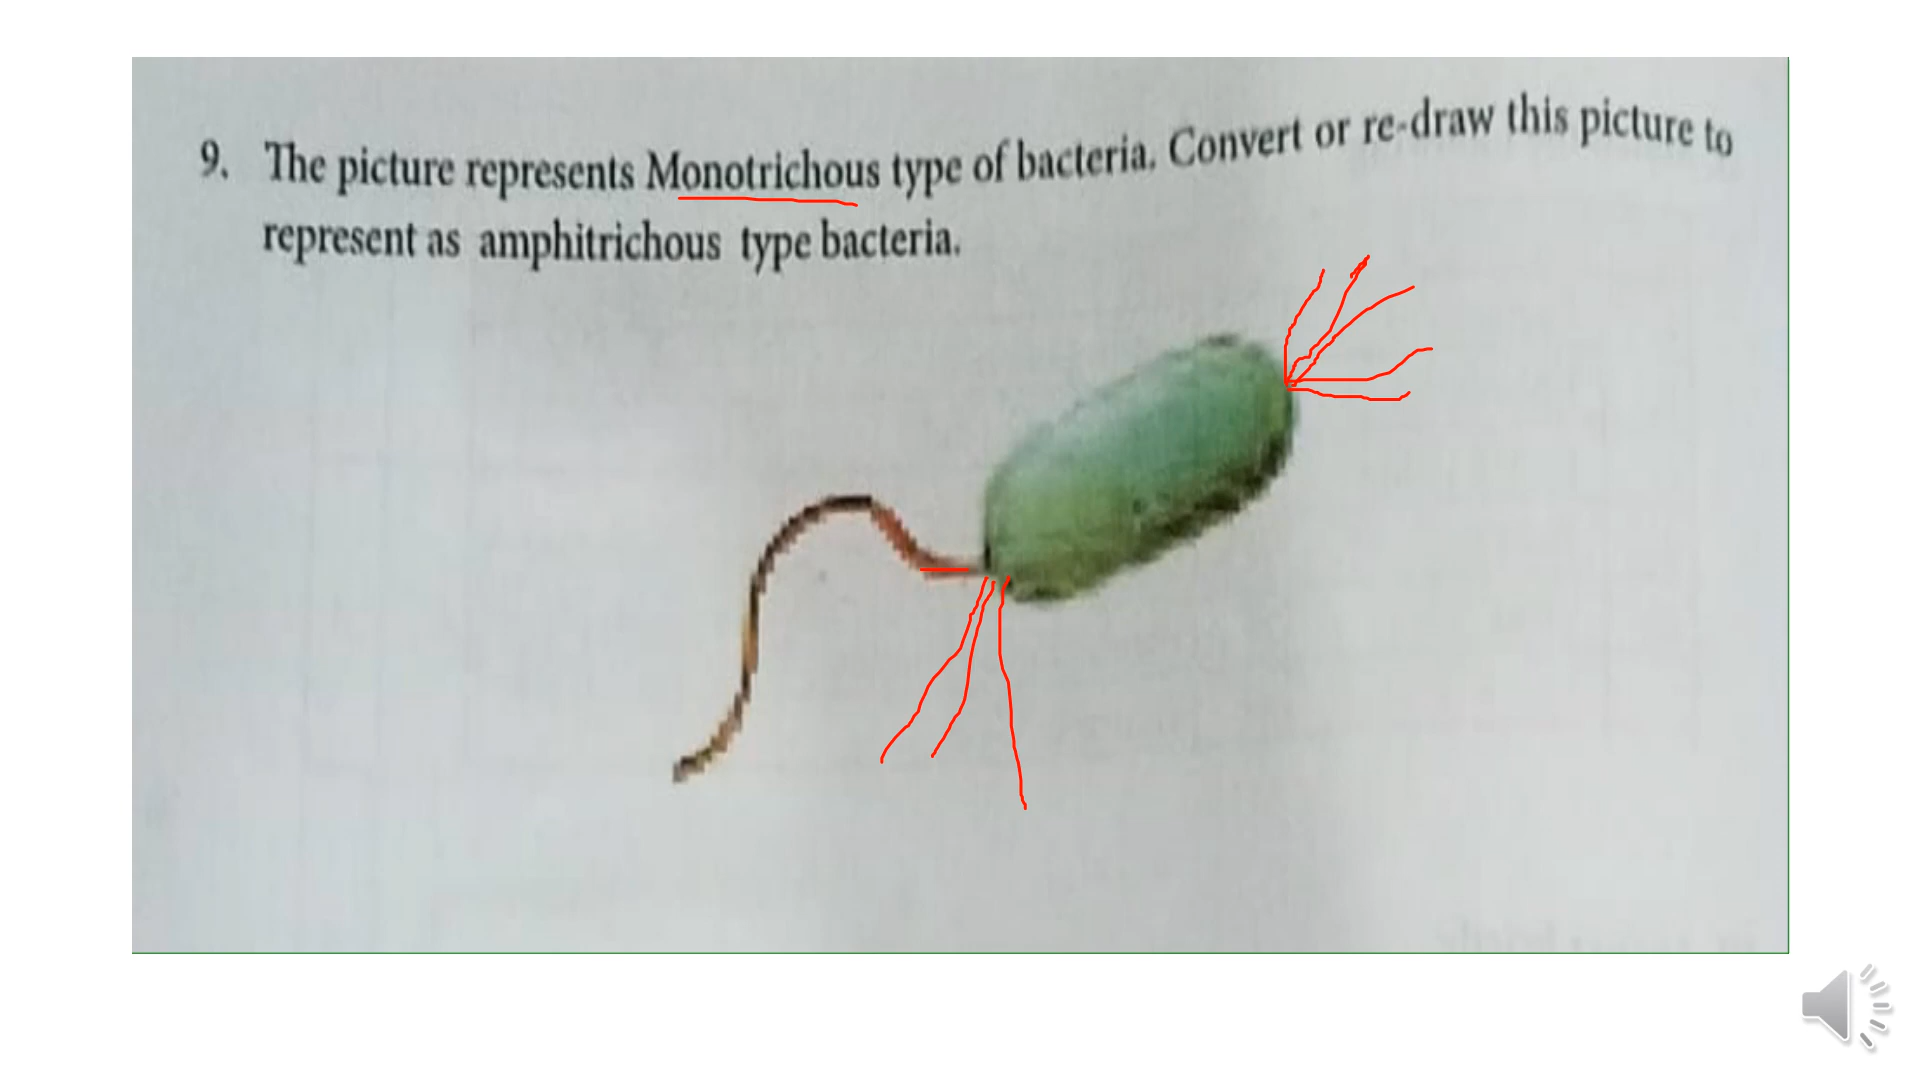 9. The picture represents Monotrichous type of bacteria. Convert or re-draw this picture to
represent as amphitrichous type bacteria.